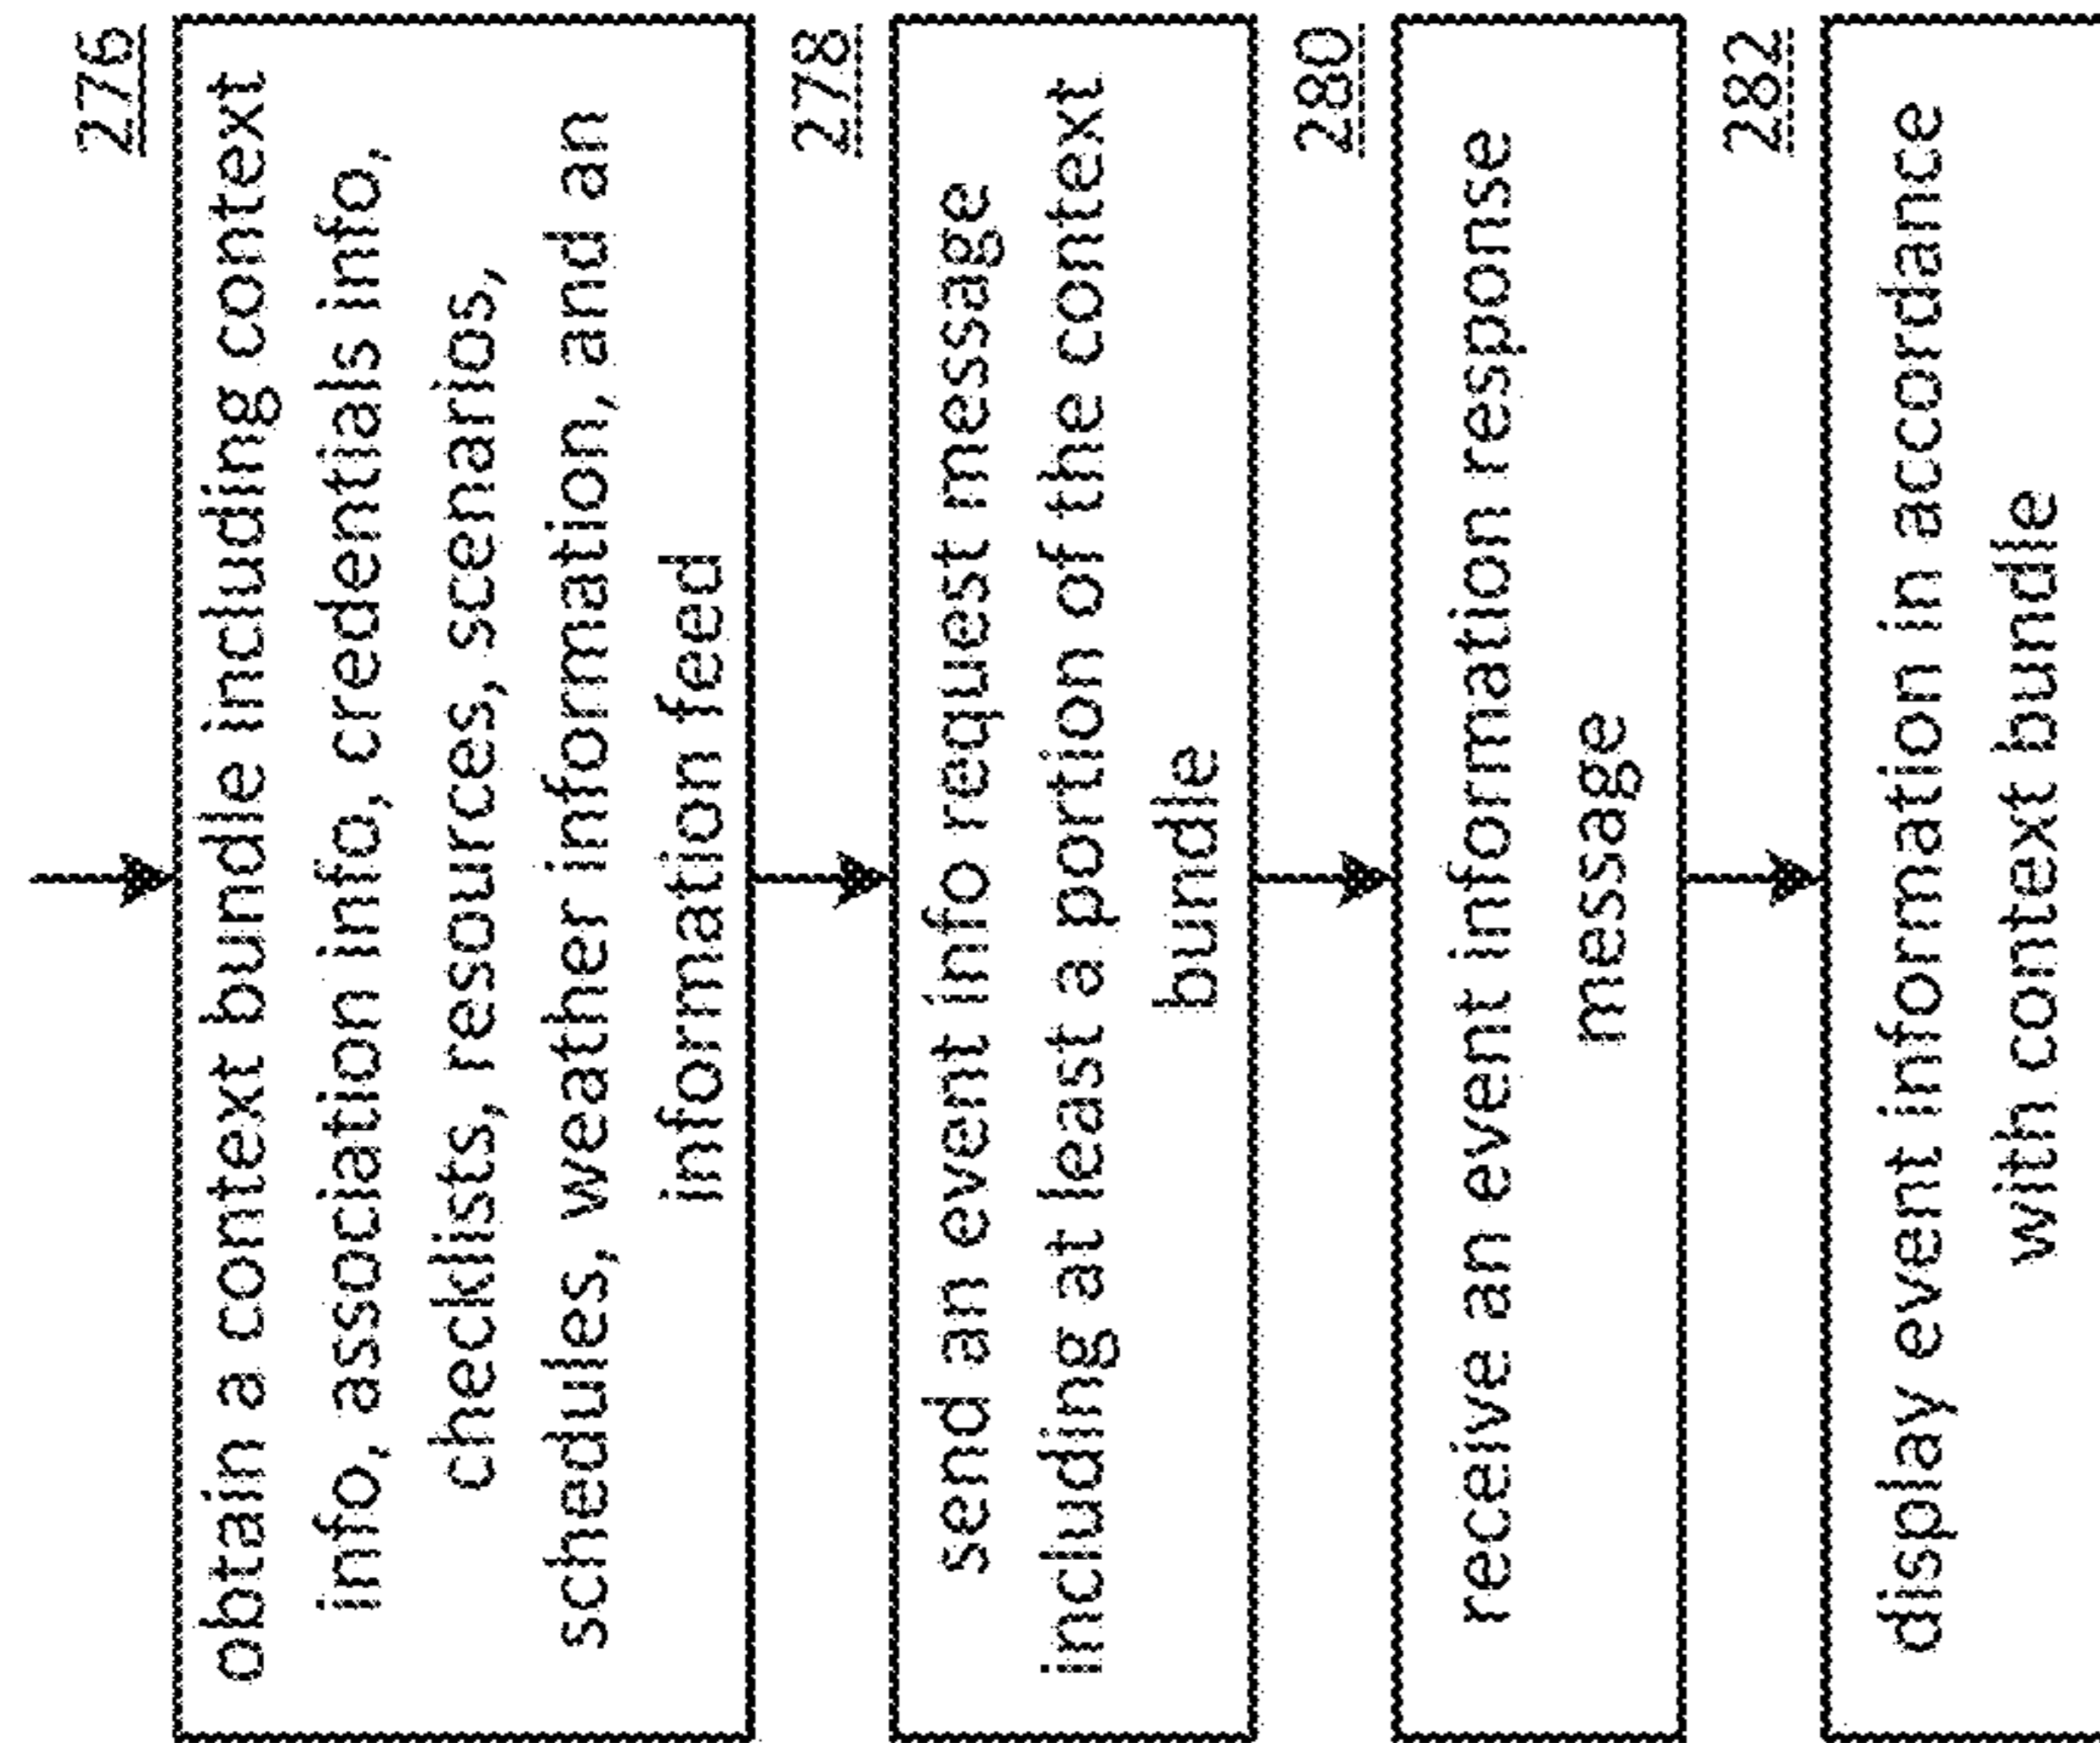 276
obtain a context bundle including context
info, association info, credentials info,
checklists, resources, scenarios,
schedules, weather information, and an
information feed
278
send an event info request message
including at least a portion of the context
bundle
280
receive an event information response
message
282
display event information in accordance
with context bundle